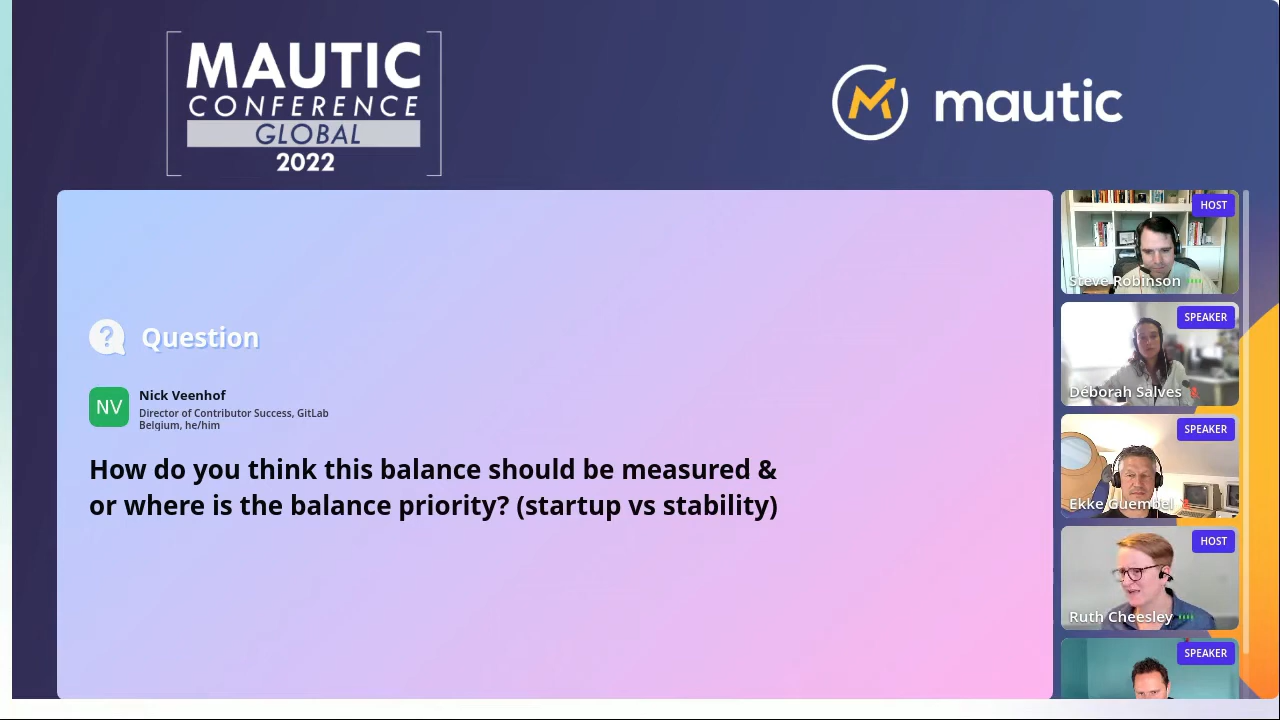 MAUTIC
CONFERENCE
GLOBAL
2022
mautic
Question
NV
Nick Veenhof
Director of Contributor Success, GitLab
Belgium, he/him
How do you think this balance should be measured &
or where is the balance priority? (startup vs stability)
HOST
Steve Robinson
SPEAKER
Déborah Salves
SPEAKER
Ekke Guembel
HOST
Ruth Cheesley
SPEAKER